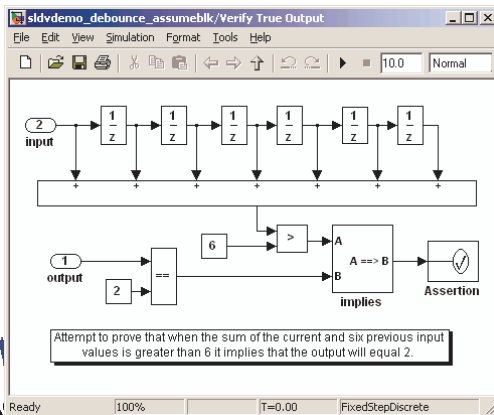 sldvdemo_debounce_assumeblk/Verify True Output
File Edit View Simulation Format Tools Help
10.0 Normal
1 1 1 1 1 1
z z z z z z
2
input
+ + + + + + +
6 >
A
A ==> B
B
implies
Assertion
1
output
==
2
Attempt to prove that when the sum of the current and six previous input
values is greater than 6 it implies that the output will equal 2.
Ready 100% T=0.00 FixedStepDiscrete